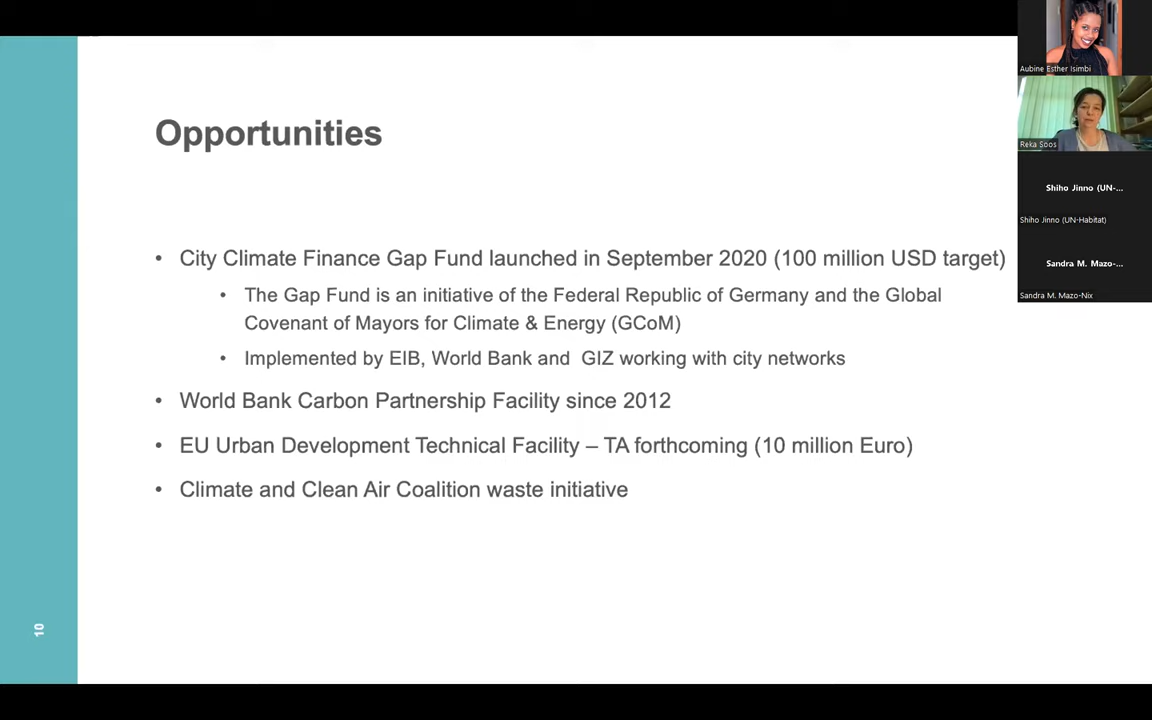 Opportunities
• City Climate Finance Gap Fund launched in September 2020 (100 million USD target)
• The Gap Fund is an initiative of the Federal Republic of Germany and the Global
Covenant of Mayors for Climate & Energy (GCoM)
• Implemented by EIB, World Bank and GIZ working with city networks
• World Bank Carbon Partnership Facility since 2012
• EU Urban Development Technical Facility – TA forthcoming (10 million Euro)
• Climate and Clean Air Coalition waste initiative
10
Aubine Esther Isimbi
Reka Soos
Shiho Jinno (UN-...
Shiho Jinno (UN-Habitat)
Sandra M. Mazo-...
Sandra M. Mazo-Nix